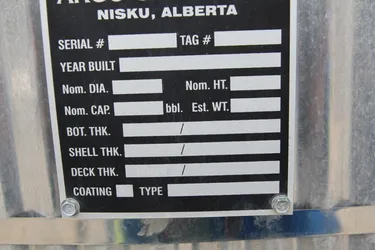 NISKU, ALBERTA
SERIAL # TAG #
YEAR BUILT
Nom. DIA. Nom. HT.
Nom. CAP. bbl. Est. WT.
BOT. THK. /
SHELL THK. /
DECK THK. /
COATING TYPE